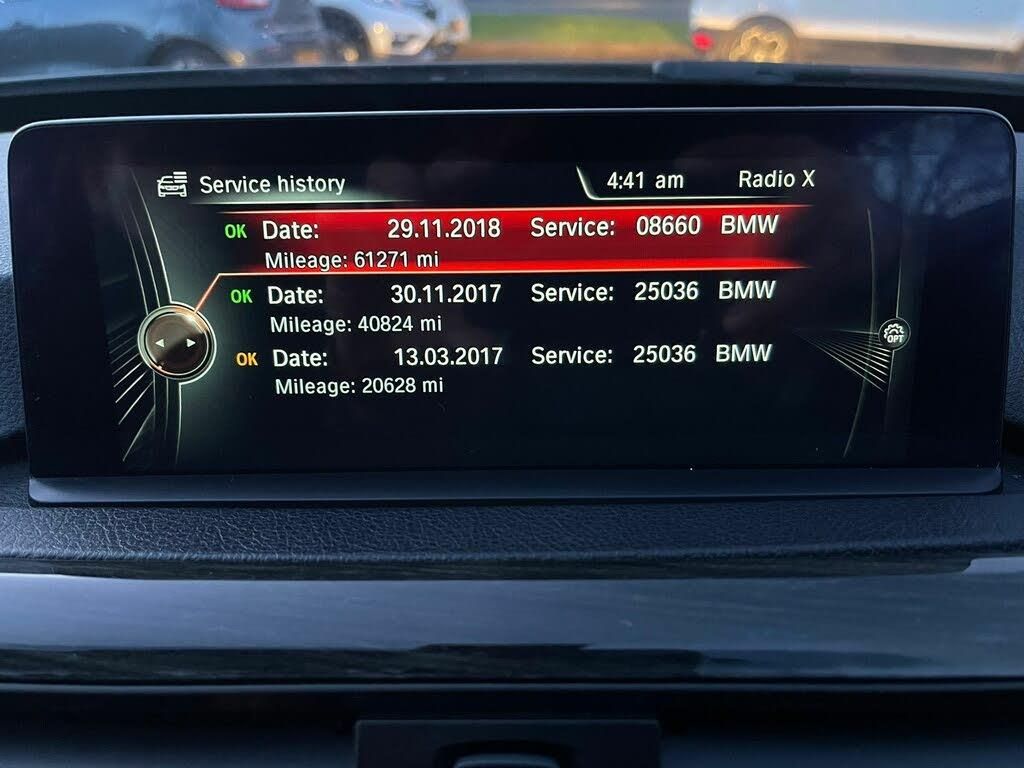 Service history 4:41 am Radio X
OK Date: 29.11.2018 Service: 08660 BMW
Mileage: 61271 mi
OK Date: 30.11.2017 Service: 25036 BMW
Mileage: 40824 mi
OK Date: 13.03.2017 Service: 25036 BMW
Mileage: 20628 mi
OPT